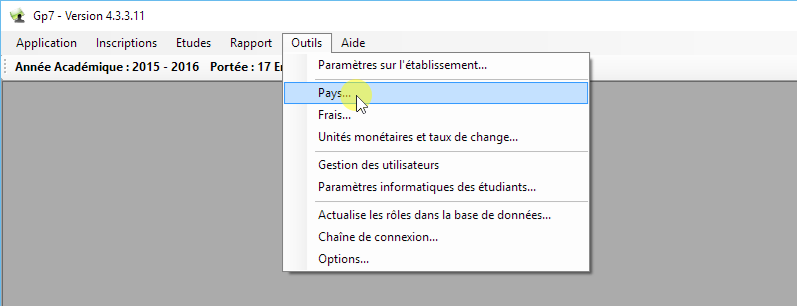 Gp7 - Version 4.3.3.11
Application Inscriptions Etudes Rapport Outils Aide
Année Académique : 2015 - 2016 Portée : 17 En
Paramètres sur l'établissement...
Pays...
Frais...
Unités monétaires et taux de change...
Gestion des utilisateurs
Paramètres informatiques des étudiants...
Actualise les rôles dans la base de données...
Chaîne de connexion...
Options...